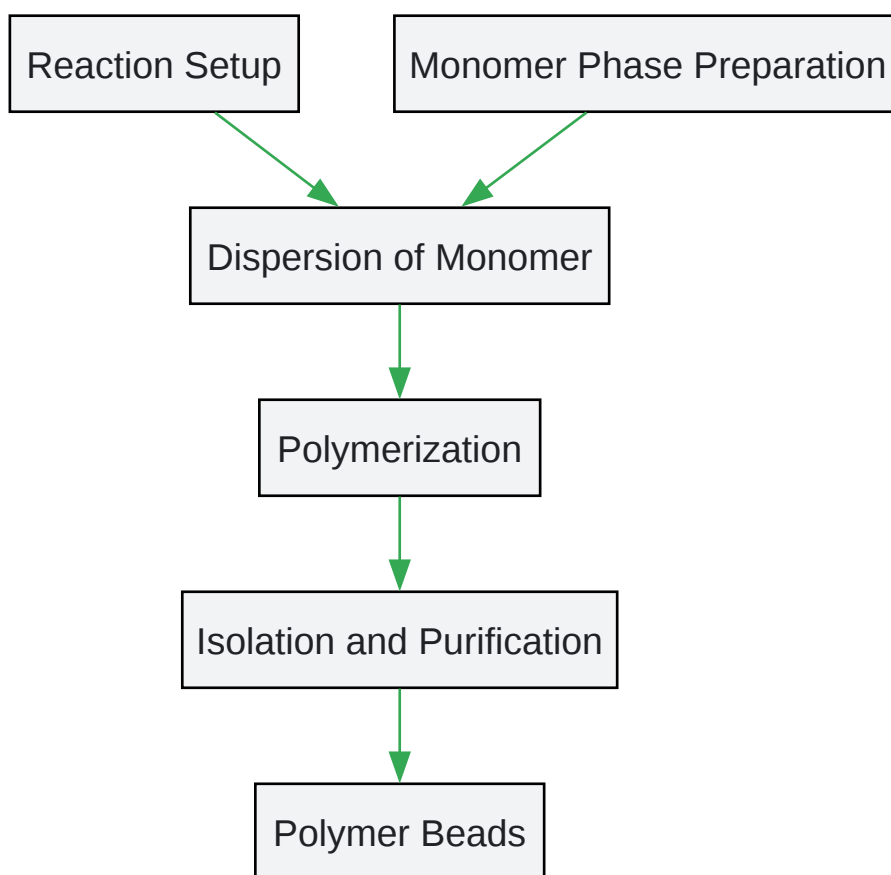 Reaction Setup
Monomer Phase Preparation
Dispersion of Monomer
Polymerization
Isolation and Purification
Polymer Beads